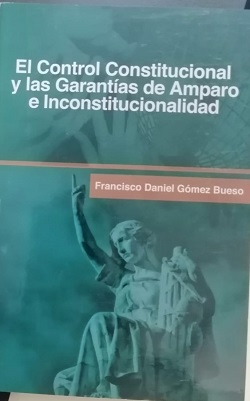 El Control Constitucional
y las Garantías de Amparo
e Inconstitucionalidad
Francisco Daniel Gómez Bueso